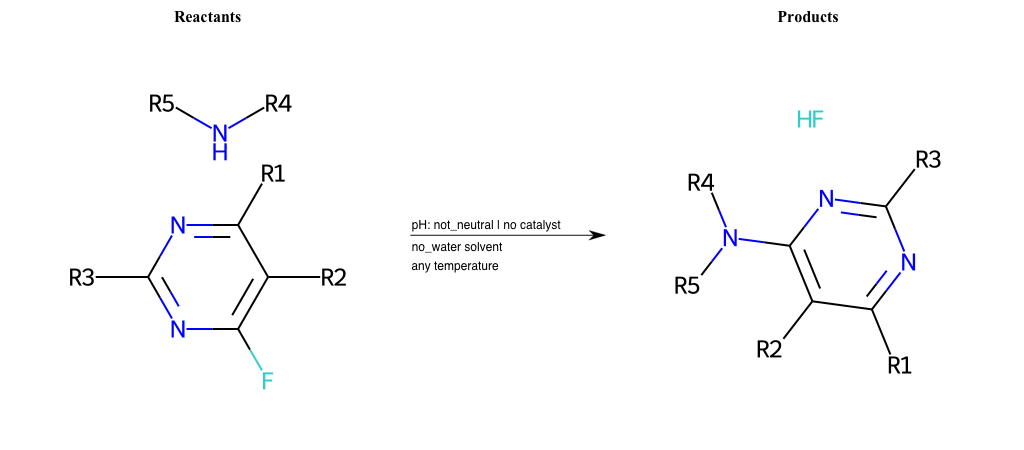 Reactants
Products
R5
R4
N
H
R1
N
R3
R2
N
F
pH: not_neutral | no catalyst
no_water solvent
any temperature
HF
R3
R4
N
N
R5
N
R2
R1